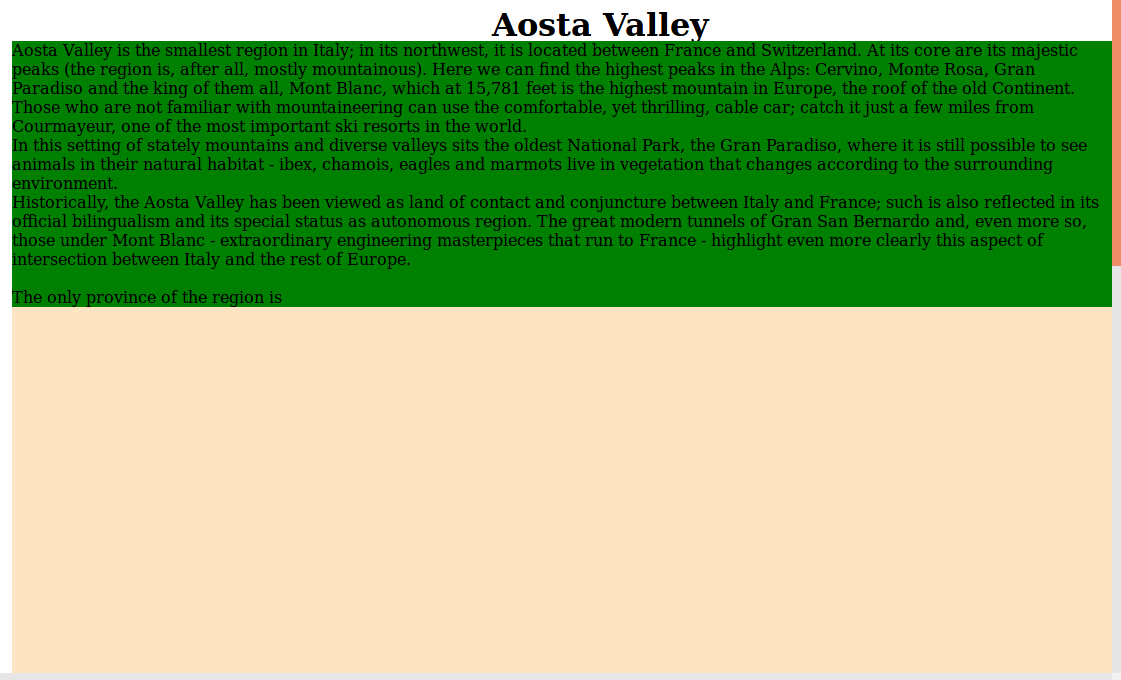 Aosta Valley
Aosta Valley is the smallest region in Italy; in its northwest, it is located between France and Switzerland. At its core are its majestic
peaks (the region is, after all, mostly mountainous). Here we can find the highest peaks in the Alps: Cervino, Monte Rosa, Gran
Paradiso and the king of them all, Mont Blanc, which at 15,781 feet is the highest mountain in Europe, the roof of the old Continent.
Those who are not familiar with mountaineering can use the comfortable, yet thrilling, cable car; catch it just a few miles from
Courmayeur, one of the most important ski resorts in the world.
In this setting of stately mountains and diverse valleys sits the oldest National Park, the Gran Paradiso, where it is still possible to see
animals in their natural habitat - ibex, chamois, eagles and marmots live in vegetation that changes according to the surrounding
environment.
Historically, the Aosta Valley has been viewed as land of contact and conjuncture between Italy and France; such is also reflected in its
official bilingualism and its special status as autonomous region. The great modern tunnels of Gran San Bernardo and, even more so,
those under Mont Blanc - extraordinary engineering masterpieces that run to France - highlight even more clearly this aspect of
intersection between Italy and the rest of Europe.
The only province of the region is